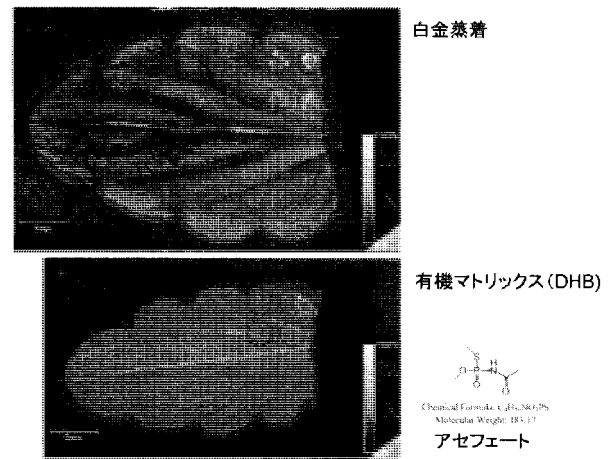 白金蒸着
有機マトリックス(DHB)
S
H
O
P
N
O
O
Chemical Formula:
Molecular Weight: 183.17
アセフェート